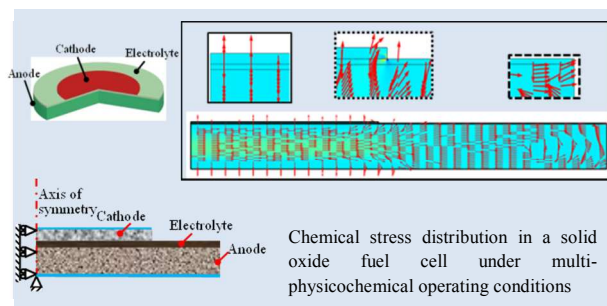 Cathode
Electrolyte
Anode
Axis of
symmetry
Cathode
Electrolyte
Anode
Chemical stress distribution in a solid
oxide fuel cell under multi-
physicochemical operating conditions